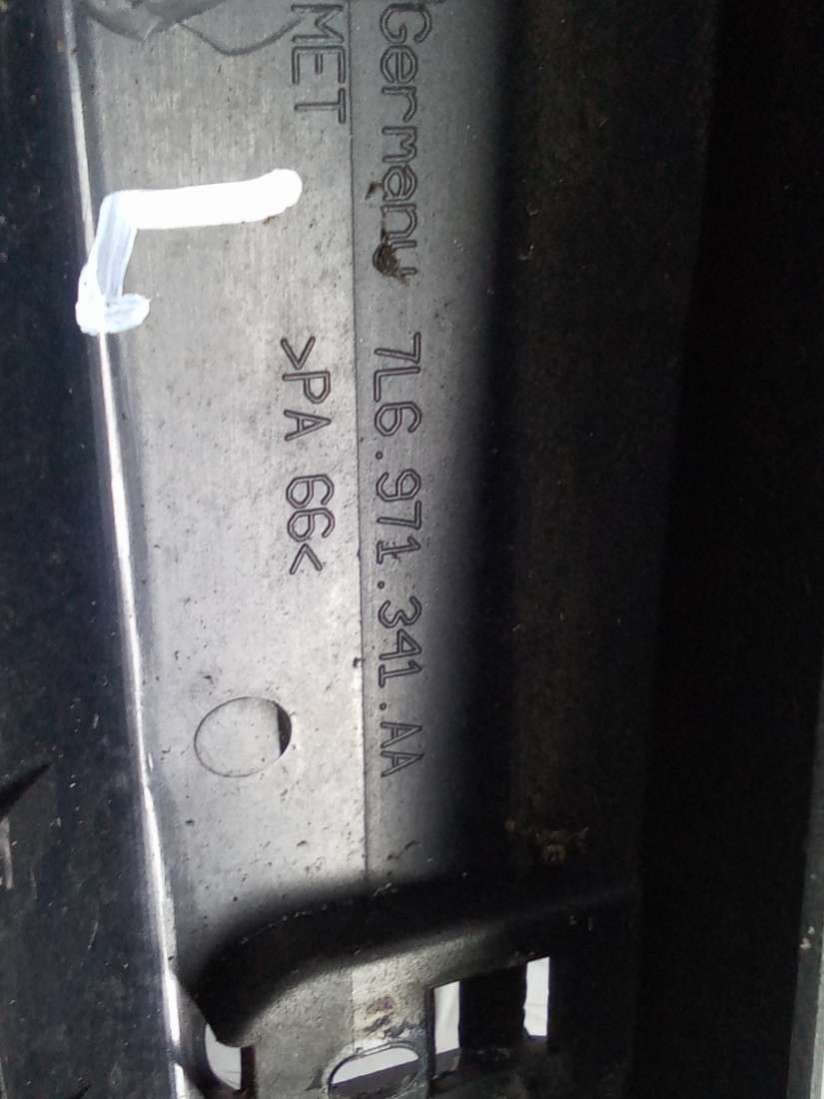 Germany 7L6.971.341.AA
MET
>PA 66<